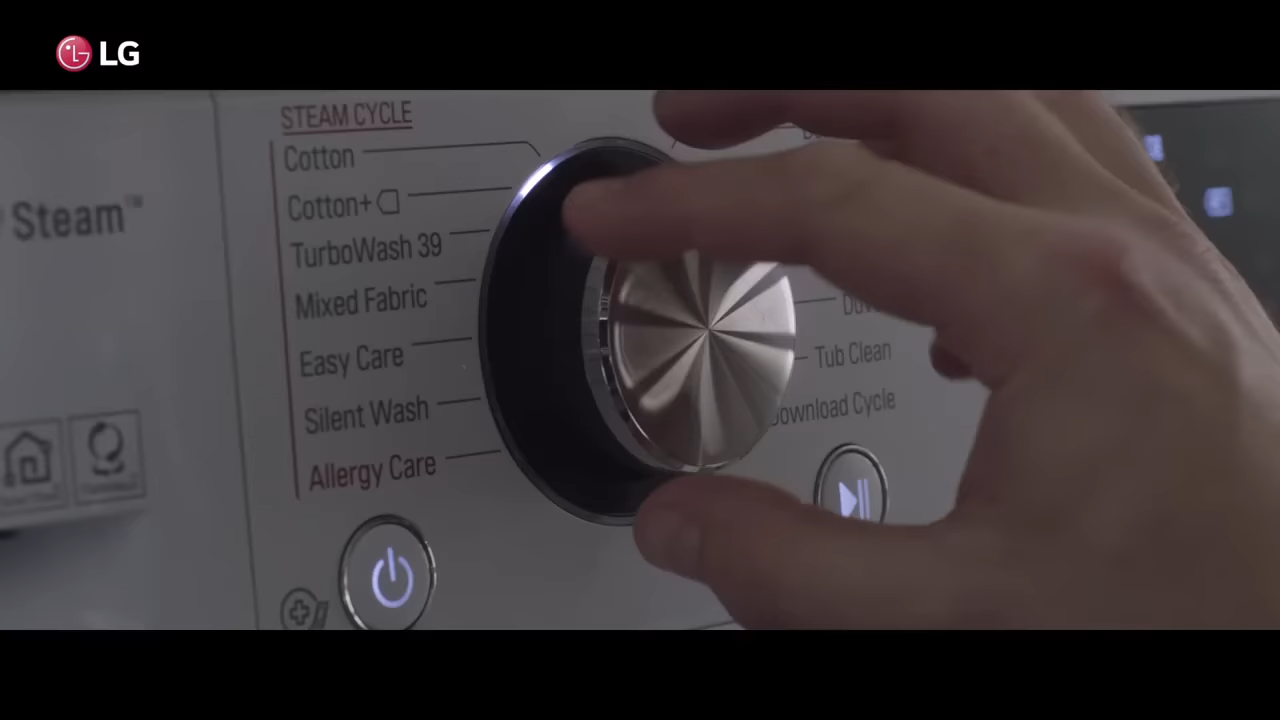 LG
STEAM CYCLE
Cotton
Cotton+
TurboWash 39
Mixed Fabric
Easy Care
Silent Wash
Allergy Care
Steam™
Tub Clean
Download Cycle